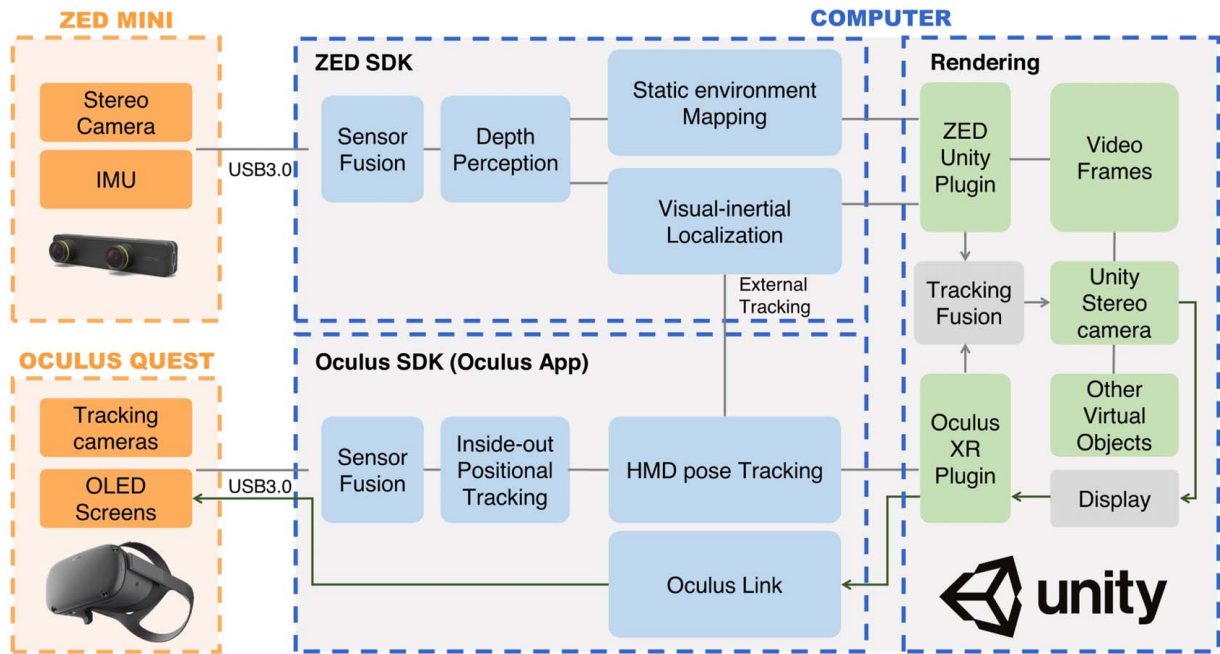 ZED MINI
COMPUTER
Stereo
Camera
IMU
USB3.0
ZED SDK
Sensor
Fusion
Depth
Perception
Static environment
Mapping
Visual-inertial
Localization
External
Tracking
Rendering
ZED
Unity
Plugin
Video
Frames
Tracking
Fusion
Unity
Stereo
camera
OCULUS QUEST
Tracking
cameras
OLED
Screens
USB3.0
Oculus SDK (Oculus App)
Sensor
Fusion
Inside-out
Positional
Tracking
HMD pose Tracking
Oculus Link
Oculus
XR
Plugin
Other
Virtual
Objects
Display
unity